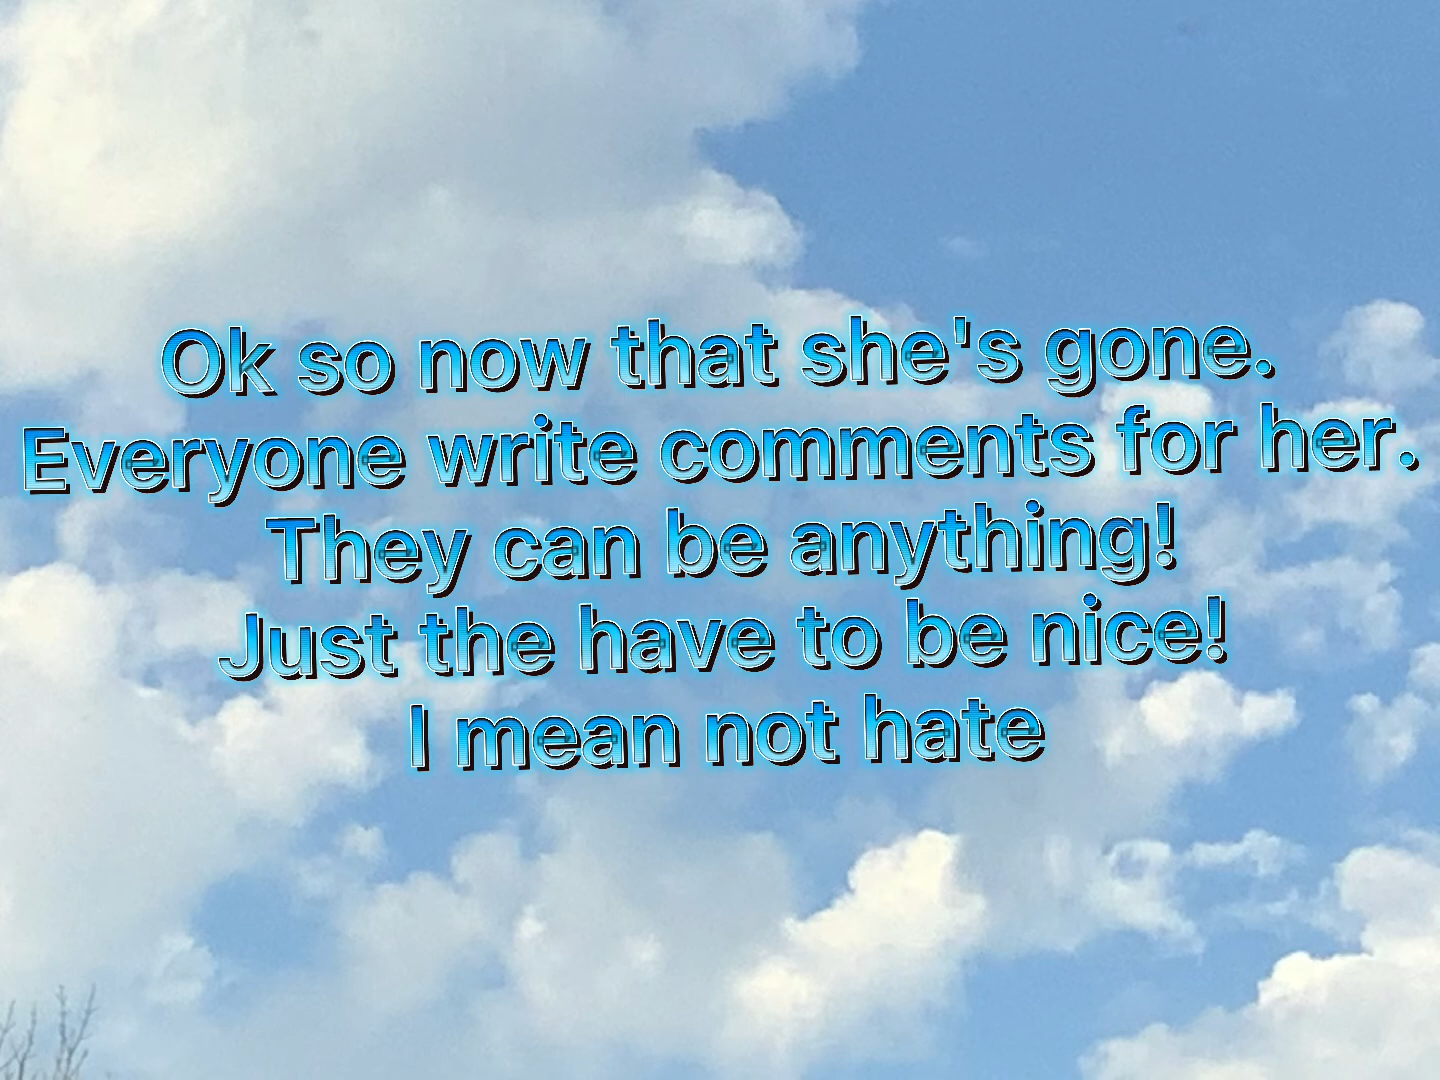 Ok so now that she's gone.
Everyone write comments for her.
They can be anything!
Just the have to be nice!
I mean not hate